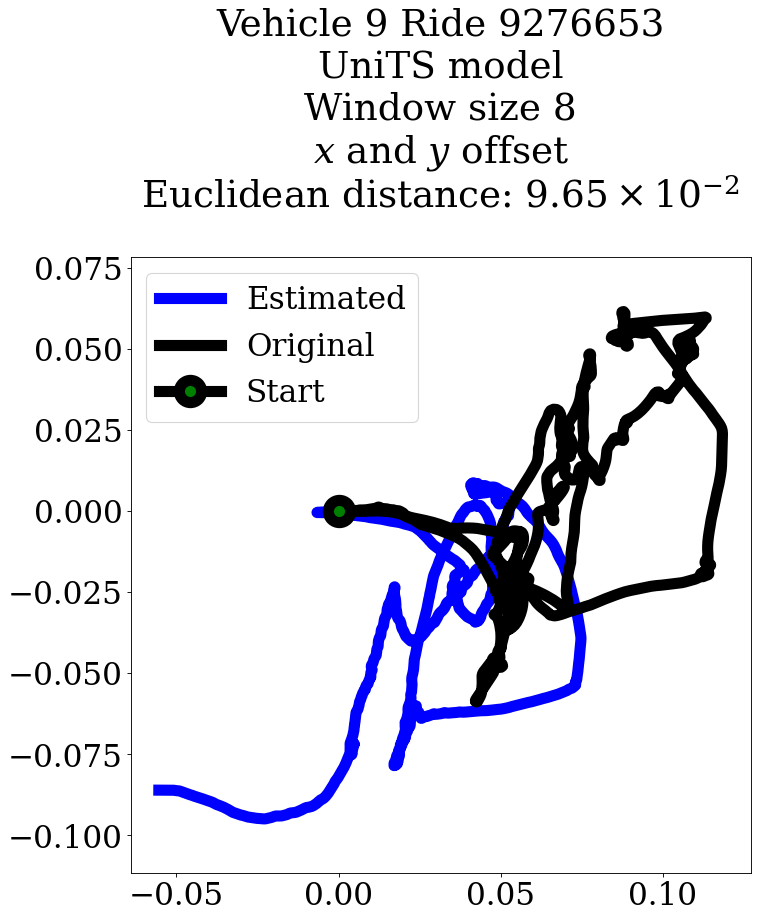 Vehicle 9 Ride 9276653
UniTS model
Window size 8
x and y offset
Euclidean distance: 9.65 × 10⁻²
0.075
0.050
0.025
0.000
−0.025
−0.050
−0.075
−0.100
Estimated
Original
Start
−0.05 0.00 0.05 0.10